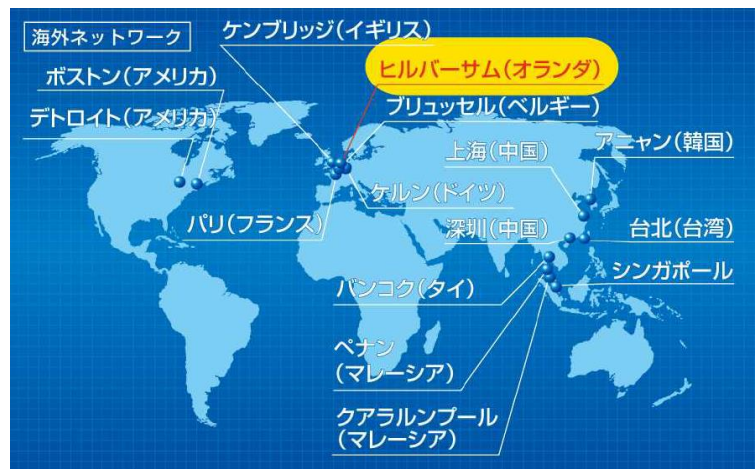 海外ネットワーク
ケンブリッジ(イギリス)
ボストン(アメリカ)
ヒルバーサム(オランダ)
デトロイト(アメリカ)
ブリュッセル(ベルギー)
上海(中国)
アニャン(韓国)
ケルン(ドイツ)
パリ(フランス)
深圳(中国)
台北(台湾)
シンガポール
バンコク(タイ)
ペナン
(マレーシア)
クアラルンプール
(マレーシア)